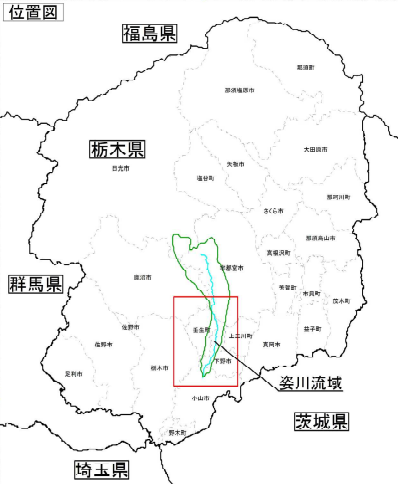 位置図
福島県
那須町
那須塩原市
栃木県
大田原市
矢板市
日光市
塩谷町
那珂川町
さくら市
那須烏山市
宇都宮市
高根沢町
鹿沼市
群馬県
芳賀町
市貝町
茂木町
佐野市
壬生町
上三川町
益子町
真岡市
足利市
栃木市
下野市
姿川流域
小山市
茨城県
野木町
埼玉県